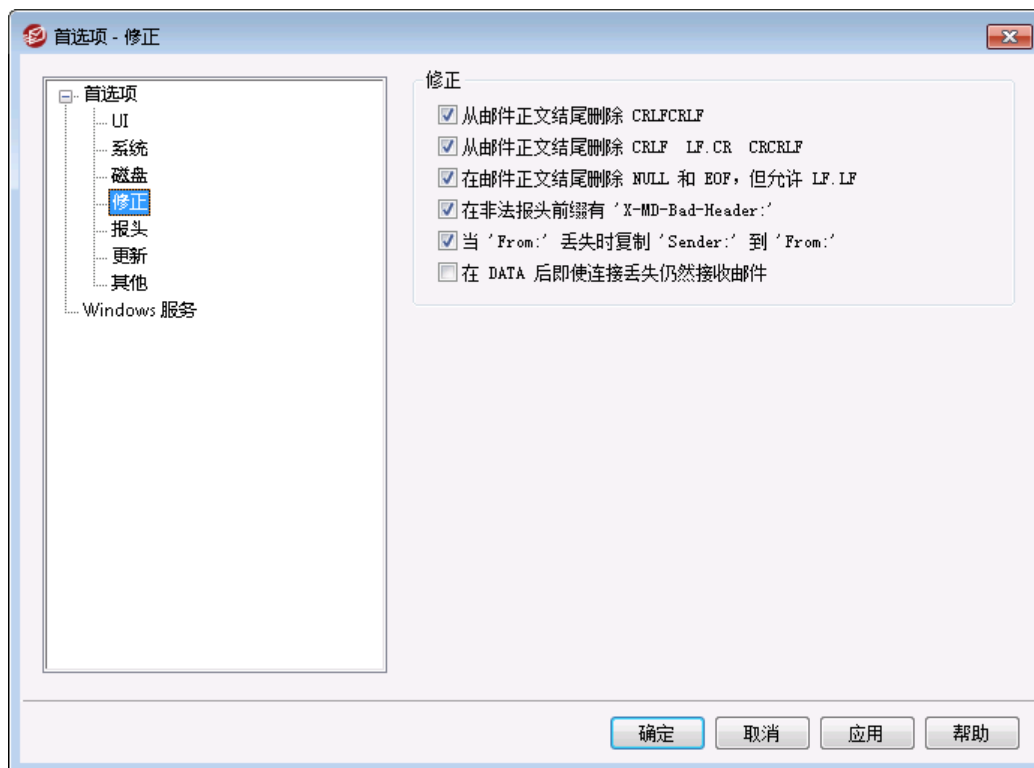 首选项 - 修正
首选项
UI
系统
磁盘
修正
报头
更新
其他
Windows 服务
修正
从邮件正文结尾删除 CRLFCRLF
从邮件正文结尾删除 CRLF LF.CR CRCRLF
在邮件正文结尾删除 NULL 和 EOF，但允许 LF.LF
在非法报头前缀有 'X-MD-Bad-Header:'
当 'From:' 丢失时复制 'Sender:' 到 'From:'
在 DATA 后即使连接丢失仍然接收邮件
确定 取消 应用 帮助